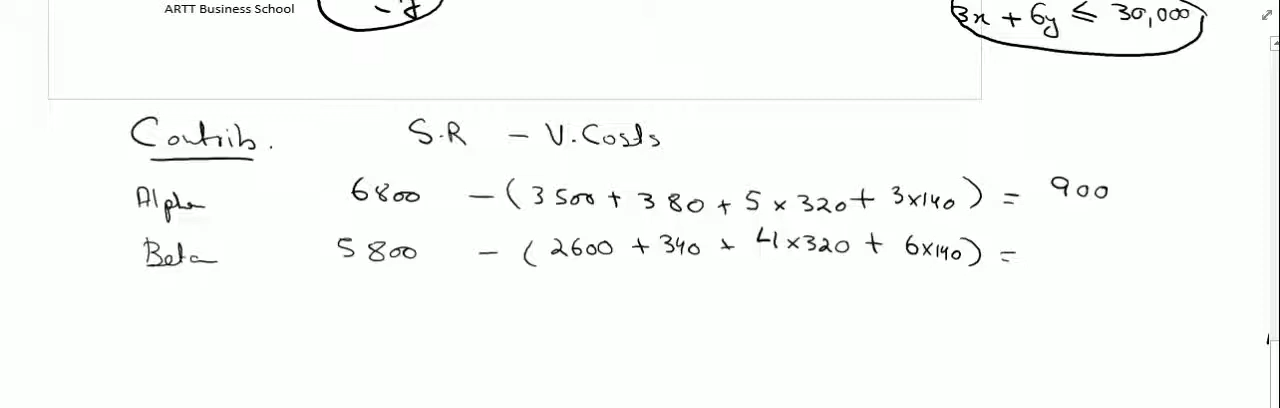 ARTT Business School
3x + 6y ≤ 30,000
Contrib. S.R - V. Costs
Alpha 6800 - (3500 + 380 + 5 x 320 + 3x140) = 900
Beta 5800 - (2600 + 340 + 4x320 + 6x140) =